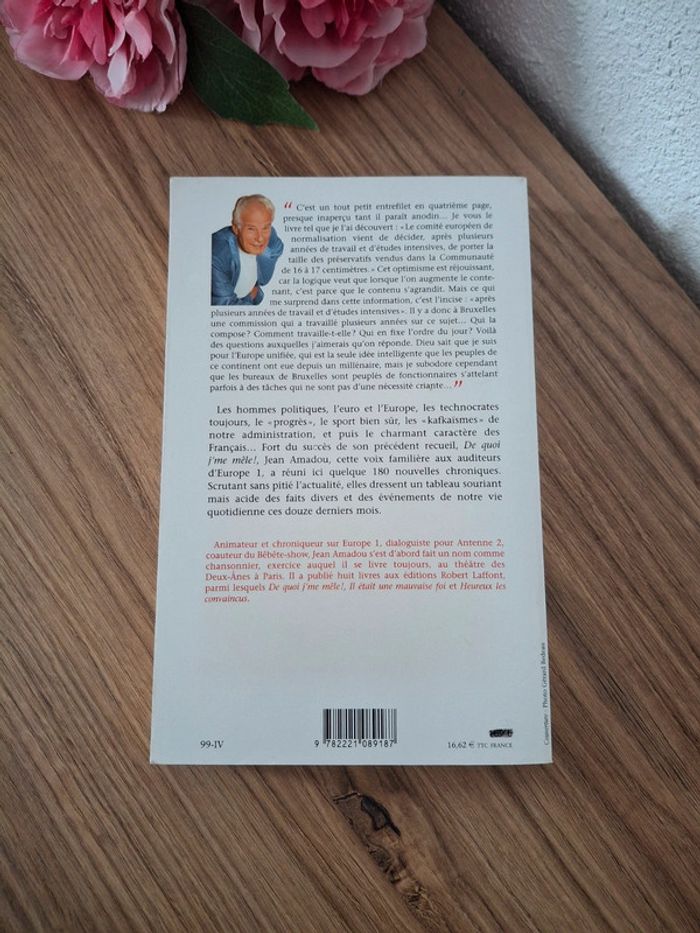 “ C'est un tout petit entrefilet en quatrième page,
presque inaperçu tant il paraît anodin... Je vous le
livre tel que je l'ai découvert : « Le comité européen de
normalisation vient de décider, après plusieurs
années de travail et d'études intensives, de porter la
taille des préservatifs vendus dans la Communauté
de 16 à 17 centimètres. » Cet optimisme est réjouissant,
car la logique veut que lorsque l'on augmente le conte-
nant, c'est parce que le contenu s'agrandit. Mais ce qui
me surprend dans cette information, c'est l'incise : « après
plusieurs années de travail et d'études intensives ». Il y a donc à Bruxelles
une commission qui a travaillé plusieurs années sur ce sujet... Qui la
compose ? Comment travaille-t-elle ? Qui en fixe l'ordre du jour ? Voilà
des questions auxquelles j'aimerais qu'on réponde. Dieu sait que je suis
pour l'Europe unifiée, qui est la seule idée intelligente que les peuples de
ce continent ont eue depuis un millénaire, mais je subodore cependant
que les bureaux de Bruxelles sont peuplés de fonctionnaires s'attelant
parfois à des tâches qui ne sont pas d'une nécessité criante... ”
Les hommes politiques, l'euro et l'Europe, les technocrates
toujours, le « progrès », le sport bien sûr, les « kafkaïsmes » de
notre administration, et puis le charmant caractère des
Français... Fort du succès de son précédent recueil, De quoi
j'me mêle!, Jean Amadou, cette voix familière aux auditeurs
d'Europe 1, a réuni ici quelque 180 nouvelles chroniques.
Scrutant sans pitié l'actualité, elles dressent un tableau souriant
mais acide des faits divers et des événements de notre vie
quotidienne ces douze derniers mois.
Animateur et chroniqueur sur Europe 1, dialoguiste pour Antenne 2,
coauteur du Bébête-show, Jean Amadou s'est d'abord fait un nom comme
chansonnier, exercice auquel il se livre toujours, au théâtre des
Deux-Ânes à Paris. Il a publié huit livres aux éditions Robert Laffont,
parmi lesquels De quoi j'me mêle!, Il était une mauvaise foi et Heureux les
convaincus.
99-IV
9 782221 089187
16,62 € TTC FRANCE
Couverture : Photo Gérard Bedeau